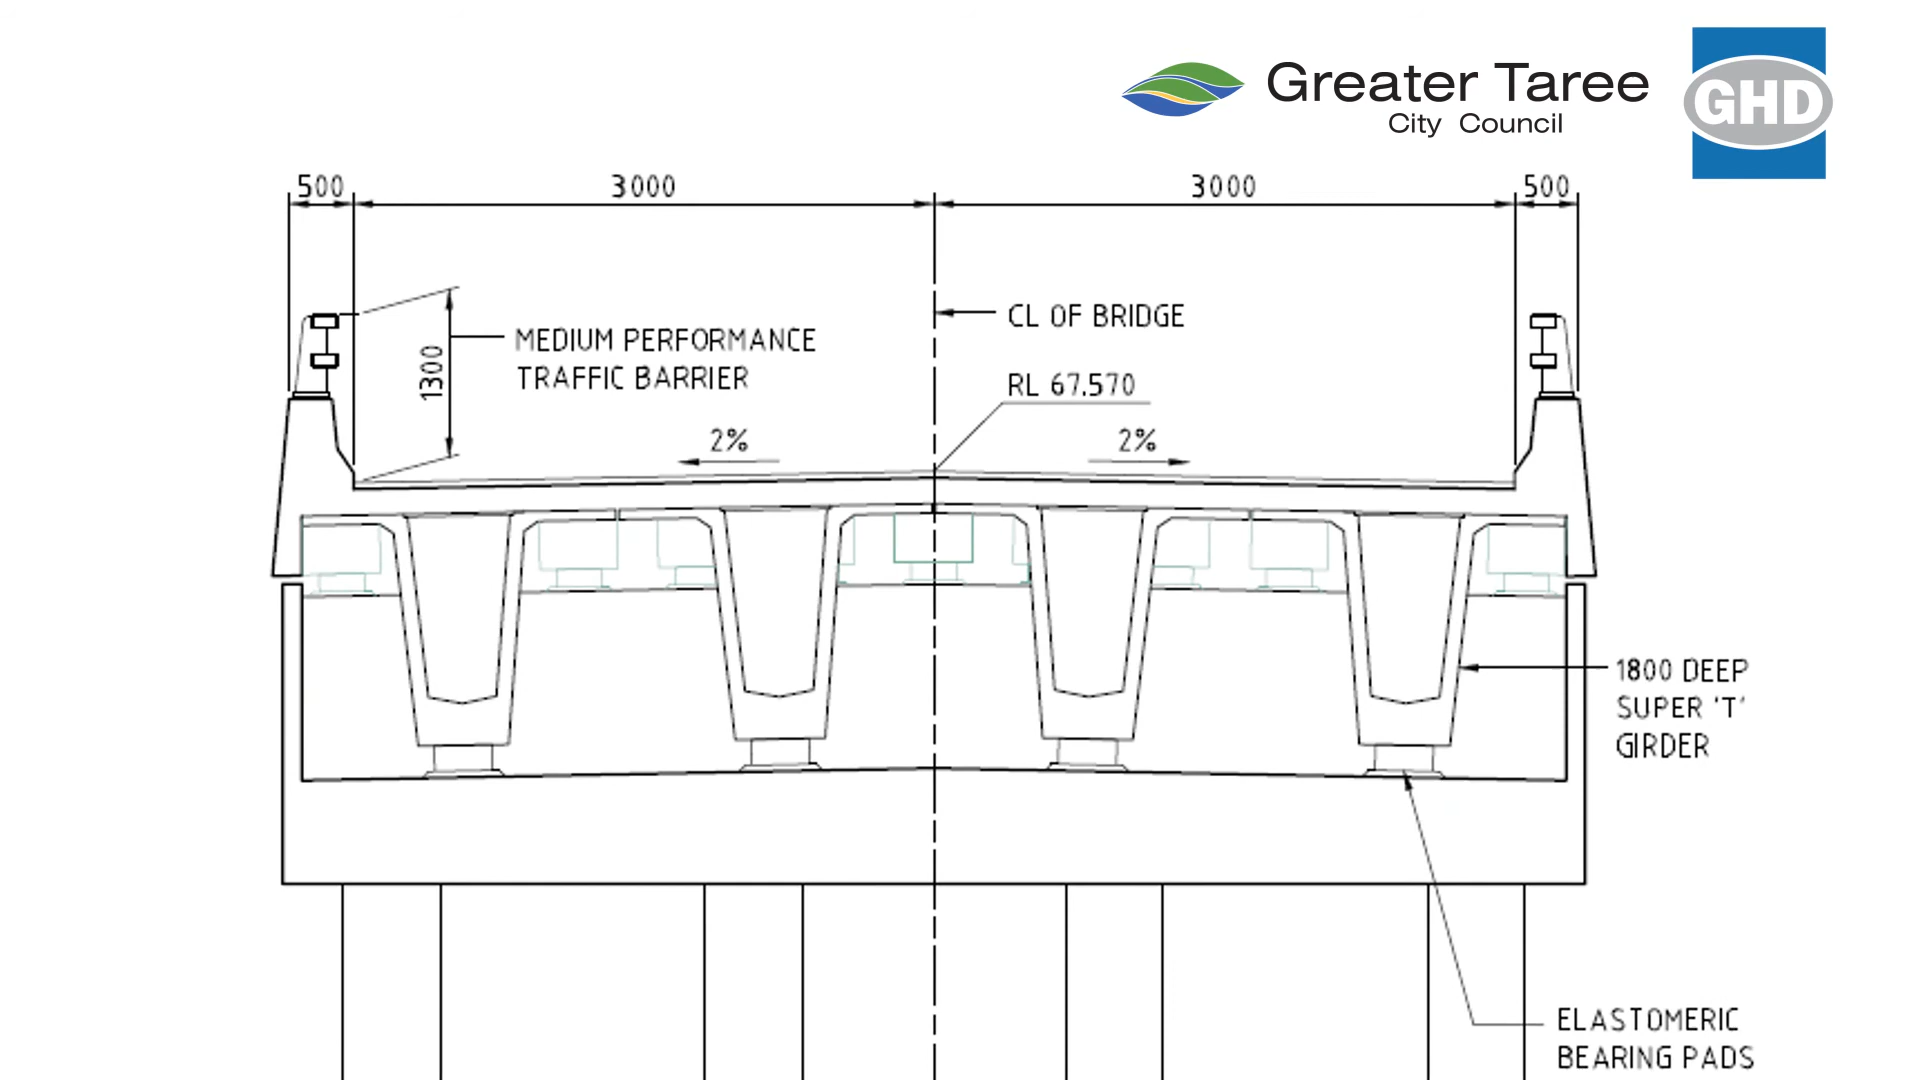 Greater Taree
City Council
GHD
500
3000
3000
500
CL OF BRIDGE
MEDIUM PERFORMANCE
TRAFFIC BARRIER
1300
RL 67.570
2%
2%
1800 DEEP
SUPER 'T'
GIRDER
ELASTOMERIC
BEARING PADS